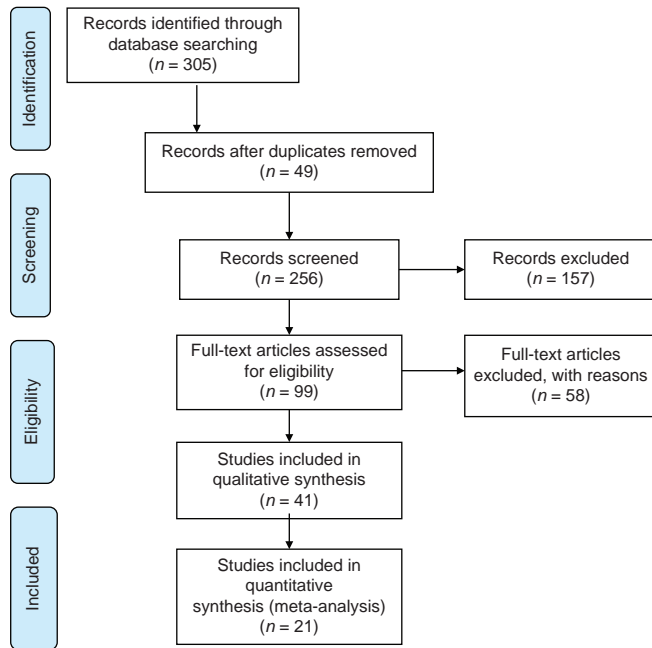 Identification
Records identified through
database searching
(n = 305)
Records after duplicates removed
(n = 49)
Screening
Records screened
(n = 256)
Records excluded
(n = 157)
Eligibility
Full-text articles assessed
for eligibility
(n = 99)
Full-text articles
excluded, with reasons
(n = 58)
Studies included in
qualitative synthesis
(n = 41)
Included
Studies included in
quantitative
synthesis (meta-analysis)
(n = 21)